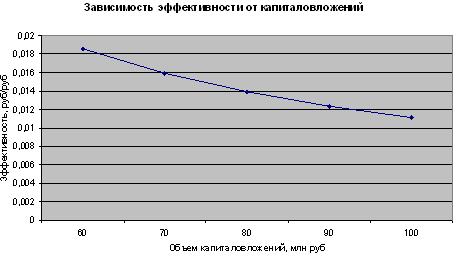 Зависимость эффективности от капиталовложений
0,02
0,018
0,016
0,014
0,012
0,01
0,008
0,006
0,004
0,002
0
Эффективность, руб/руб
60 70 80 90 100
Объем капиталовложений, млн руб